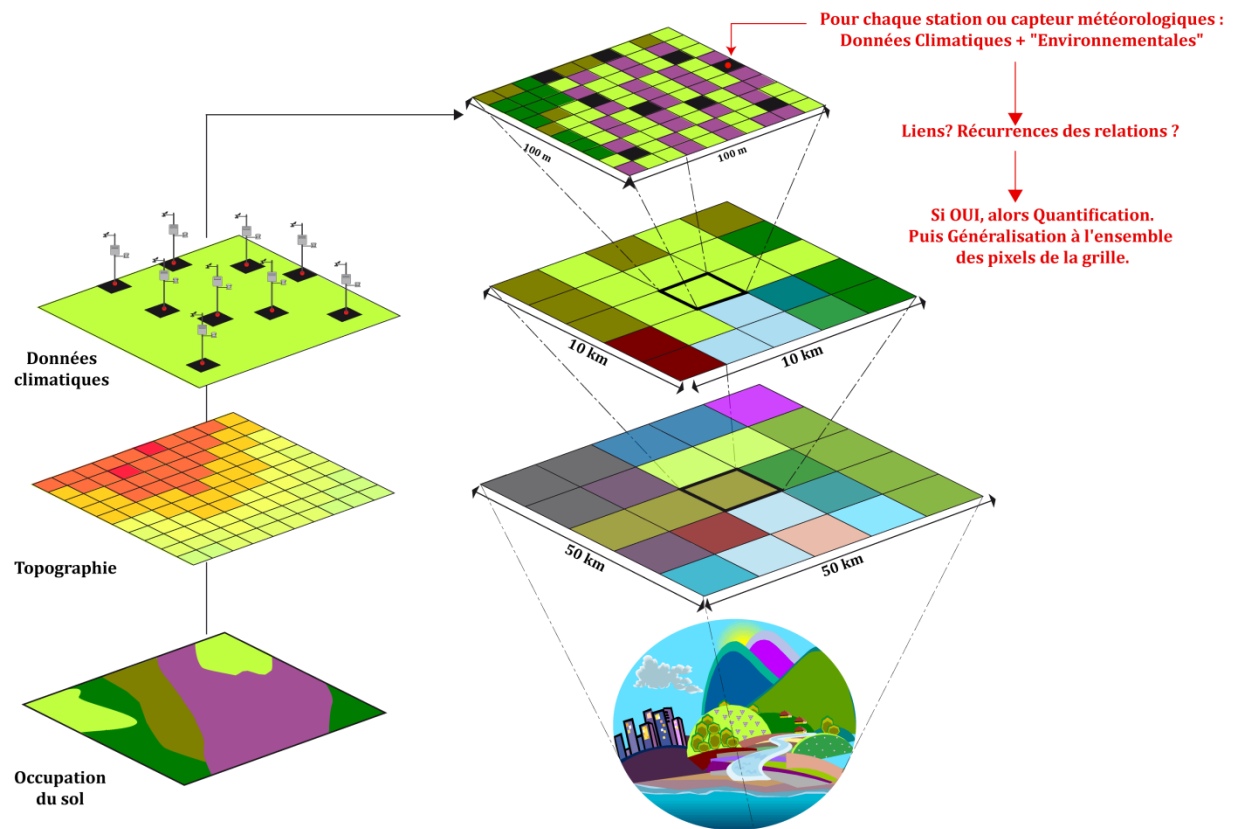 Pour chaque station ou capteur météorologiques :
Données Climatiques + "Environnementales"
Liens? Récurrences des relations ?
Si OUI, alors Quantification.
Puis Généralisation à l'ensemble
des pixels de la grille.
100 m
100 m
Données
climatiques
10 km
10 km
Topographie
50 km
50 km
Occupation
du sol